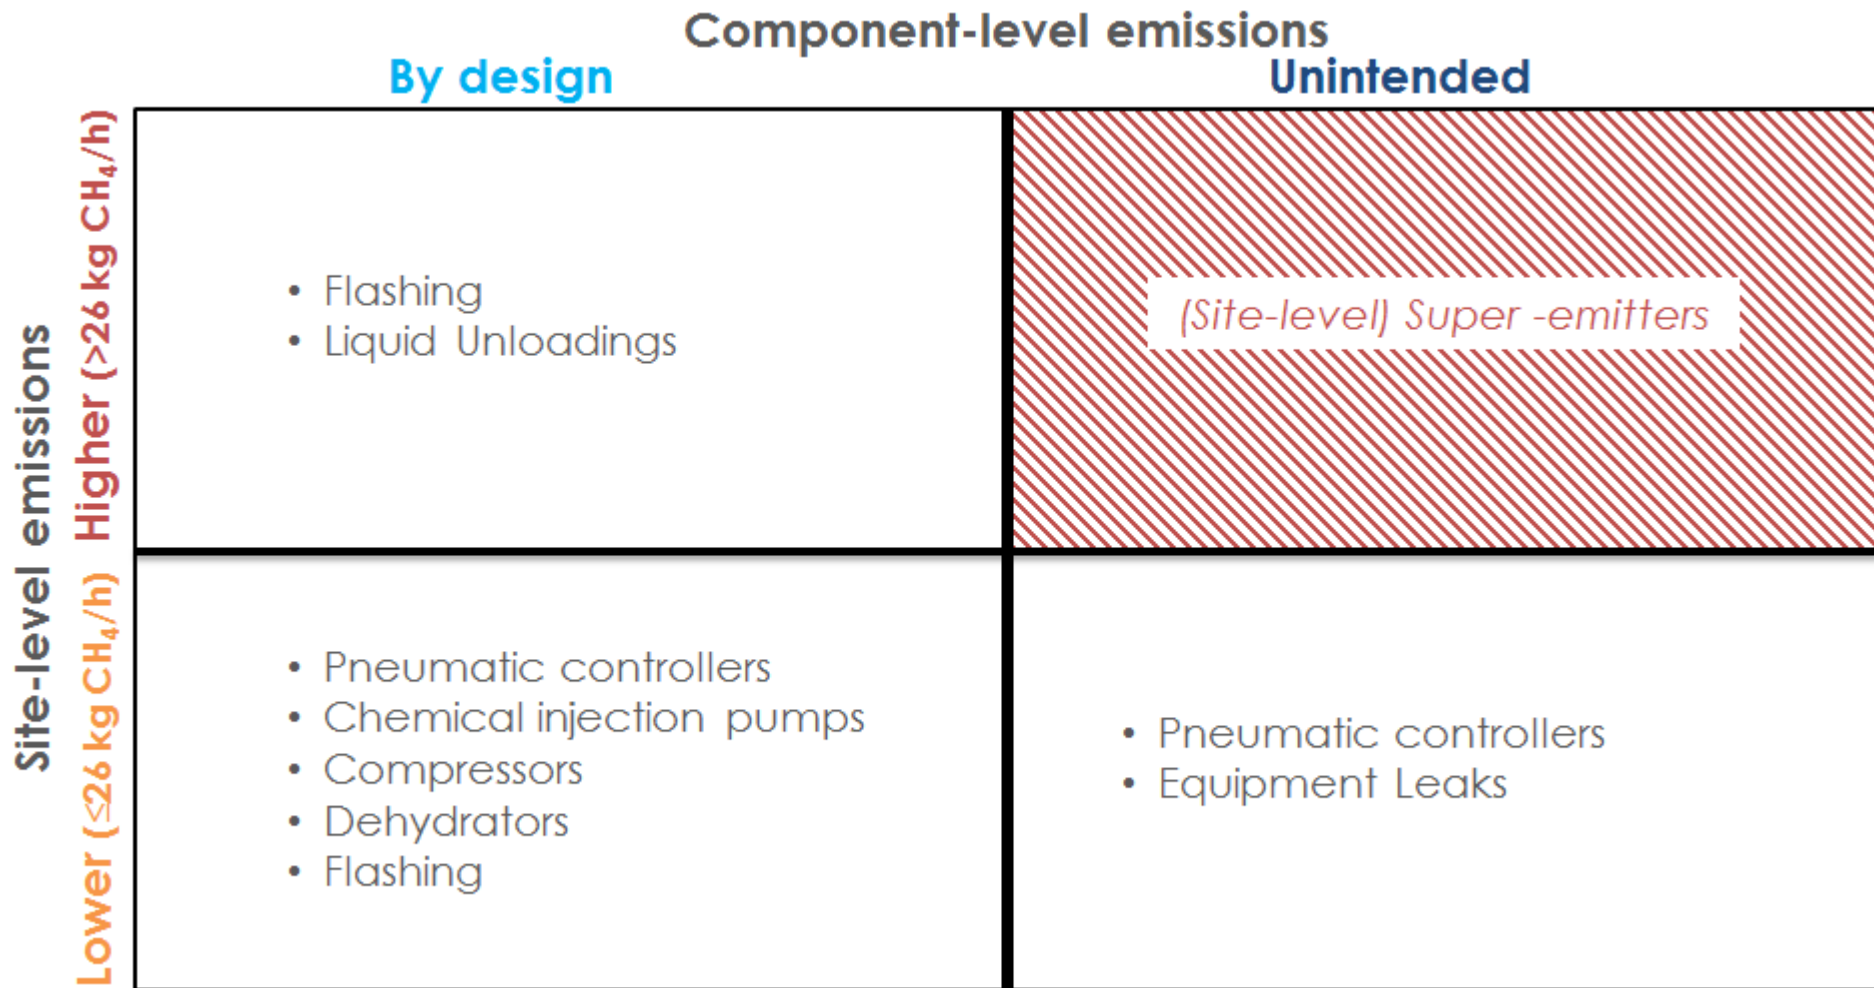 Component-level emissions
By design
Unintended
Site-level emissions
Higher (>26 kg CH₄/h)
• Flashing
• Liquid Unloadings
(Site-level) Super -emitters
Lower (≤26 kg CH₄/h)
• Pneumatic controllers
• Chemical injection pumps
• Compressors
• Dehydrators
• Flashing
• Pneumatic controllers
• Equipment Leaks